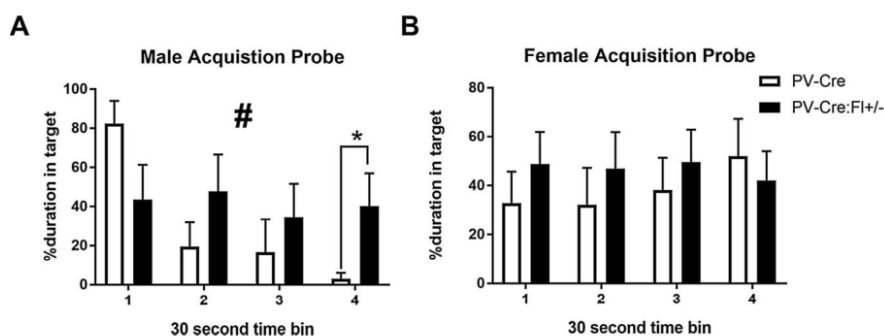 A
Male Acquistion Probe
%duration in target
100
80
60
40
20
0
#
*
1 2 3 4
30 second time bin
B
Female Acquisition Probe
%duration in target
80
60
40
20
0
1 2 3 4
30 second time bin
PV-Cre
PV-Cre:Fl+/-